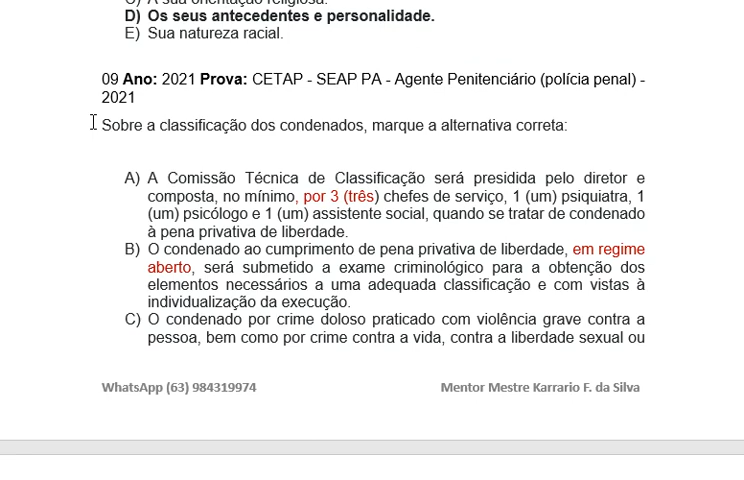 C) A sua orientação religiosa.
D) Os seus antecedentes e personalidade.
E) Sua natureza racial.
09 Ano: 2021 Prova: CETAP - SEAP PA - Agente Penitenciário (polícia penal) -
2021
Sobre a classificação dos condenados, marque a alternativa correta:
A) A Comissão Técnica de Classificação será presidida pelo diretor e
composta, no mínimo, por 3 (três) chefes de serviço, 1 (um) psiquiatra, 1
(um) psicólogo e 1 (um) assistente social, quando se tratar de condenado
à pena privativa de liberdade.
B) O condenado ao cumprimento de pena privativa de liberdade, em regime
aberto, será submetido a exame criminológico para a obtenção dos
elementos necessários a uma adequada classificação e com vistas à
individualização da execução.
C) O condenado por crime doloso praticado com violência grave contra a
pessoa, bem como por crime contra a vida, contra a liberdade sexual ou
WhatsApp (63) 984319974 Mentor Mestre Karrario F. da Silva